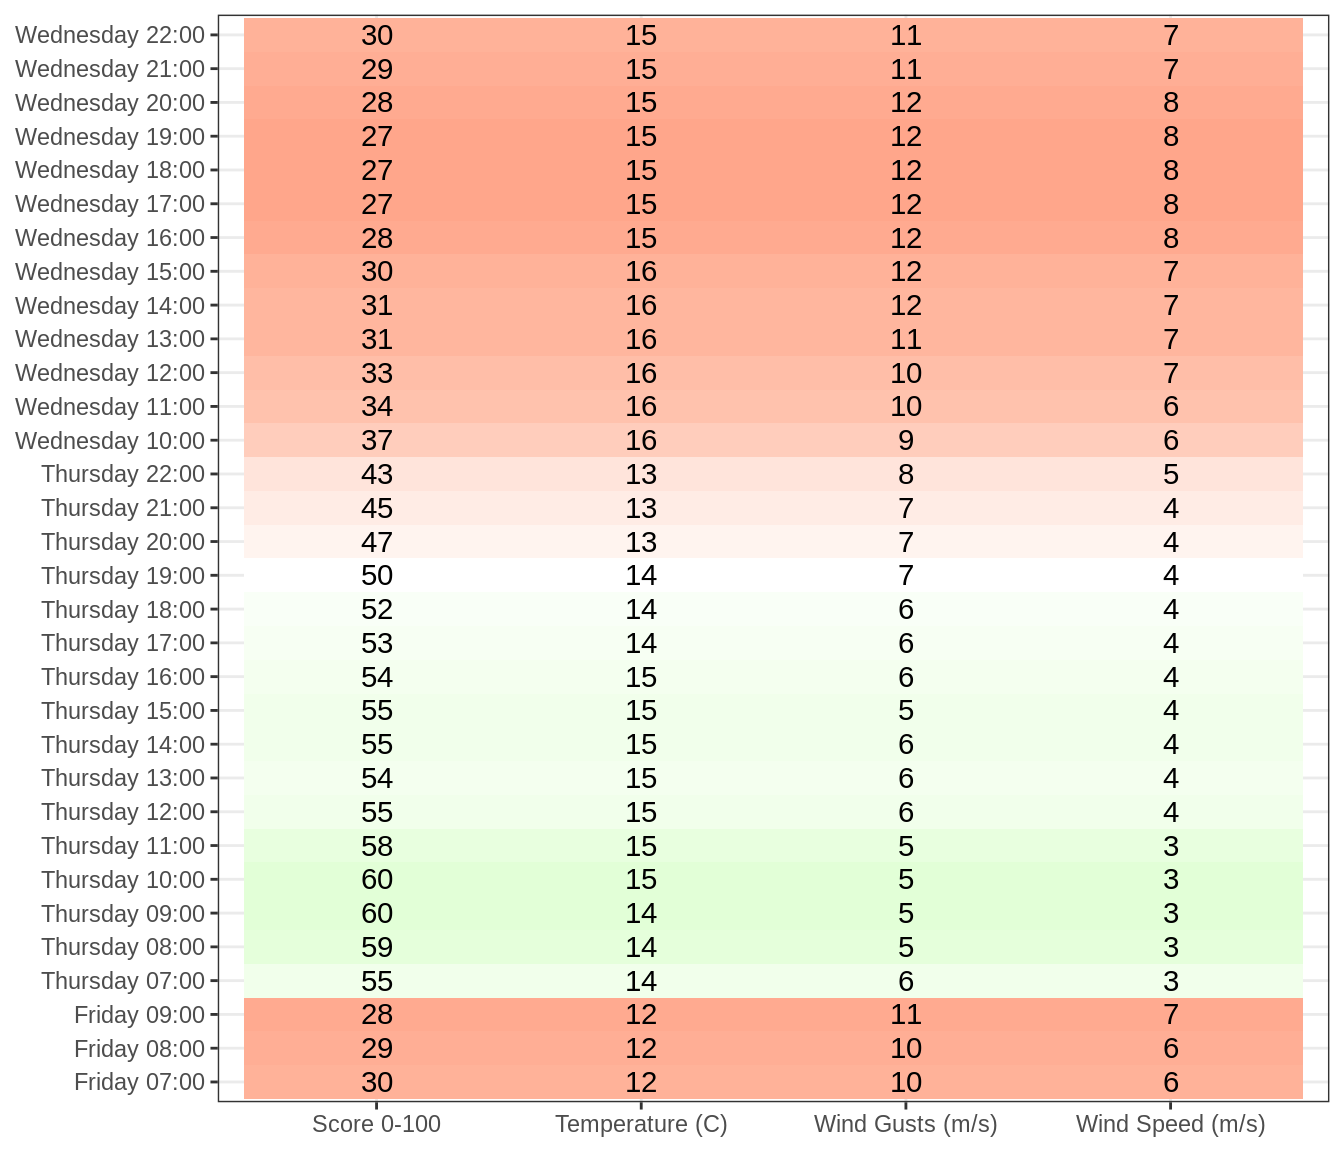 Wednesday 22:00 30 15 11 7
Wednesday 21:00 29 15 11 7
Wednesday 20:00 28 15 12 8
Wednesday 19:00 27 15 12 8
Wednesday 18:00 27 15 12 8
Wednesday 17:00 27 15 12 8
Wednesday 16:00 28 15 12 8
Wednesday 15:00 30 16 12 7
Wednesday 14:00 31 16 12 7
Wednesday 13:00 31 16 11 7
Wednesday 12:00 33 16 10 7
Wednesday 11:00 34 16 10 6
Wednesday 10:00 37 16 9 6
Thursday 22:00 43 13 8 5
Thursday 21:00 45 13 7 4
Thursday 20:00 47 13 7 4
Thursday 19:00 50 14 7 4
Thursday 18:00 52 14 6 4
Thursday 17:00 53 14 6 4
Thursday 16:00 54 15 6 4
Thursday 15:00 55 15 5 4
Thursday 14:00 55 15 6 4
Thursday 13:00 54 15 6 4
Thursday 12:00 55 15 6 4
Thursday 11:00 58 15 5 3
Thursday 10:00 60 15 5 3
Thursday 09:00 60 14 5 3
Thursday 08:00 59 14 5 3
Thursday 07:00 55 14 6 3
Friday 09:00 28 12 11 7
Friday 08:00 29 12 10 6
Friday 07:00 30 12 10 6
Score 0-100 Temperature (C) Wind Gusts (m/s) Wind Speed (m/s)